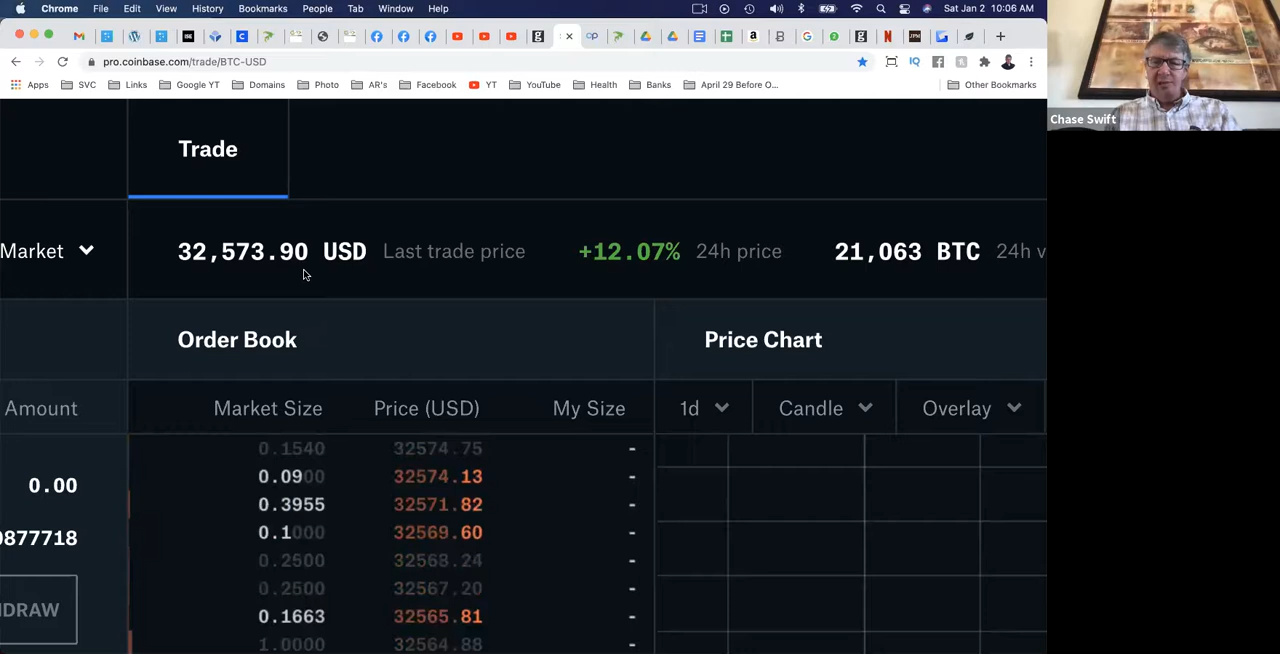 Chrome File Edit View History Bookmarks People Tab Window Help Sat Jan 2 10:06 AM
pro.coinbase.com/trade/BTC-USD
Apps SVC Links Google YT Domains Photo AR's Facebook YT YouTube Health Banks April 29 Before O... Other Bookmarks
Chase Swift
Trade
Market 32,573.90 USD Last trade price +12.07% 24h price 21,063 BTC 24h v
Order Book Price Chart
Amount Market Size Price (USD) My Size 1d Candle Overlay
0.1540 32574.75 -
0.0900 32574.13 -
0.00
0.3955 32571.82 -
0.1000 32569.60 -
0877718
0.2500 32568.24 -
0.2500 32567.20 -
HDRAW
0.1663 32565.81 -
1.0000 32564.88 -